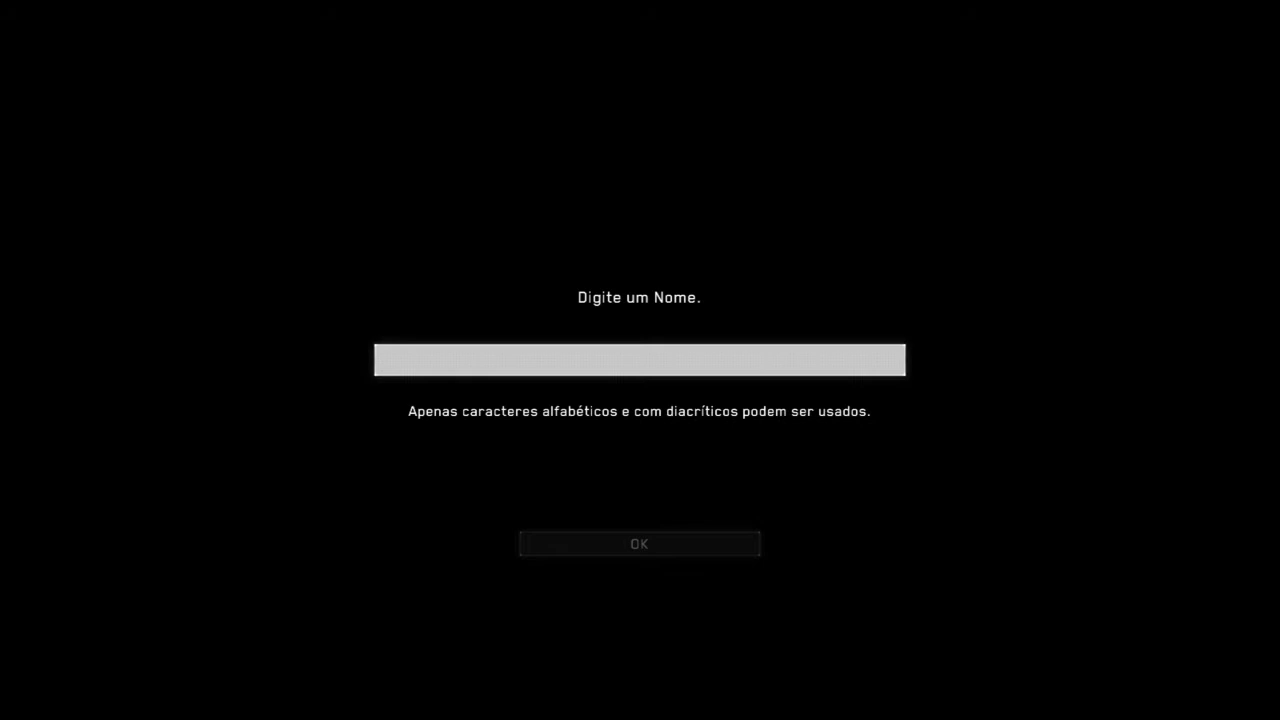 Digite um Nome.
Apenas caracteres alfabéticos e com diacríticos podem ser usados.
OK